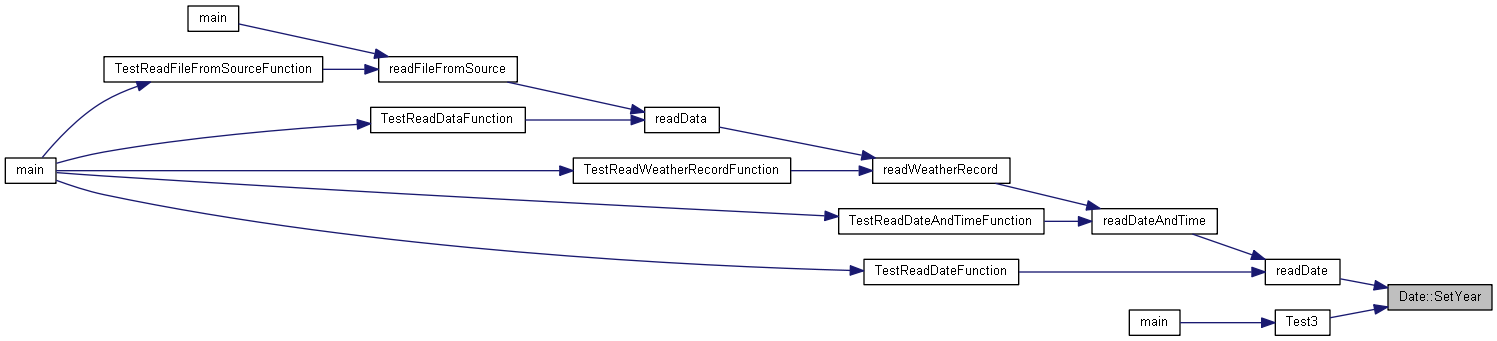 main
TestReadFileFromSourceFunction
readFileFromSource
TestReadDataFunction
readData
main
TestReadWeatherRecordFunction
readWeatherRecord
TestReadDateAndTimeFunction
readDateAndTime
TestReadDateFunction
readDate
Date::SetYear
main
Test3